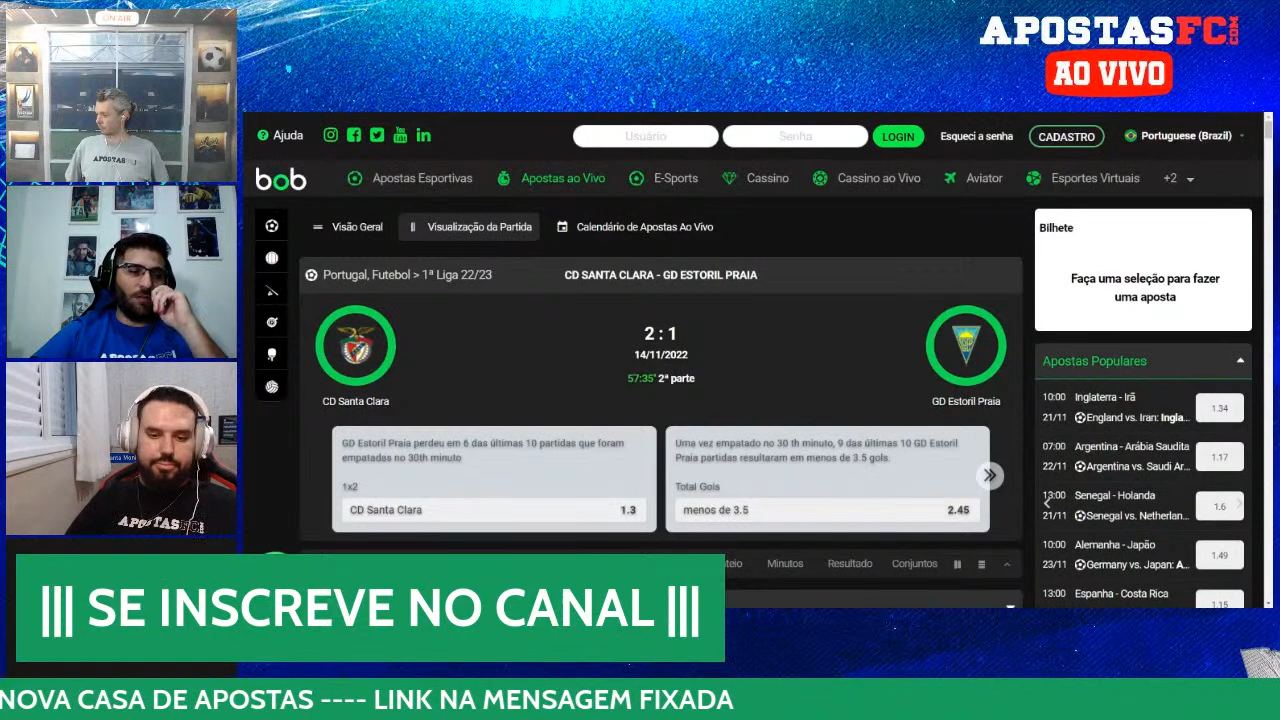 ON AIR
APOSTASFC.COM
AO VIVO
APOSTAS
APOSTASFC
Ajuda
Usuário
Senha
LOGIN
Esqueci a senha
CADASTRO
Portuguese (Brazil)
bob
Apostas Esportivas
Apostas ao Vivo
E-Sports
Cassino
Cassino ao Vivo
Aviator
Esportes Virtuais
+2
Visão Geral
Visualização da Partida
Calendário de Apostas Ao Vivo
Portugal, Futebol > 1ª Liga 22/23
CD SANTA CLARA - GD ESTORIL PRAIA
2 : 1
14/11/2022
57:35" 2ª parte
CD Santa Clara
GD Estoril Praia
GD Estoril Praia perdeu em 6 das últimas 10 partidas que foram
empatadas no 30th minuto
1x2
CD Santa Clara 1.3
Uma vez empatado no 30 th minuto, 9 das últimas 10 GD Estoril
Praia partidas resultaram em menos de 3.5 gols.
Total Gols
menos de 3.5 2.45
Minutos
Resultado
Conjuntos
Bilhete
Faça uma seleção para fazer
uma aposta
Apostas Populares
10:00 Inglaterra - Irã
21/11 England vs. Iran: Ingla... 1.34
07:00 Argentina - Arábia Saudita
22/11 Argentina vs. Saudi Ar... 1.17
13:00 Senegal - Holanda
21/11 Senegal vs. Netherlan... 1.6
10:00 Alemanha - Japão
23/11 Germany vs. Japan: A... 1.49
13:00 Espanha - Costa Rica
1.15
||| SE INSCREVE NO CANAL |||
NOVA CASA DE APOSTAS ---- LINK NA MENSAGEM FIXADA